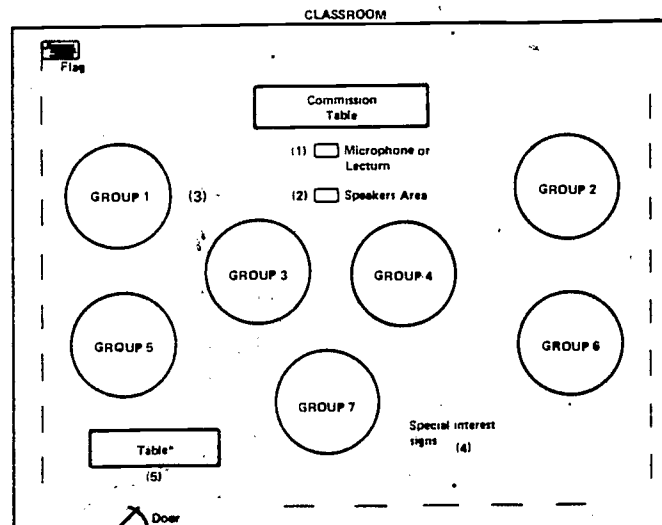 CLASSROOM
Flag
Commission
Table
(1) Microphone or
Lecturn
(2) Speakers Area
GROUP 1
(3)
GROUP 2
GROUP 3
GROUP 4
GROUP 5
GROUP 6
GROUP 7
Special interest
signs (4)
Table*
(5)
Door